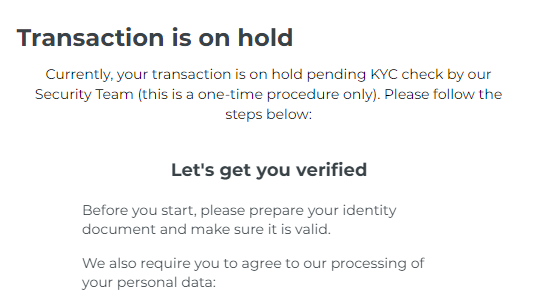 Transaction is on hold
Currently, your transaction is on hold pending KYC check by our
Security Team (this is a one-time procedure only). Please follow the
steps below:
Let's get you verified
Before you start, please prepare your identity
document and make sure it is valid.
We also require you to agree to our processing of
your personal data: